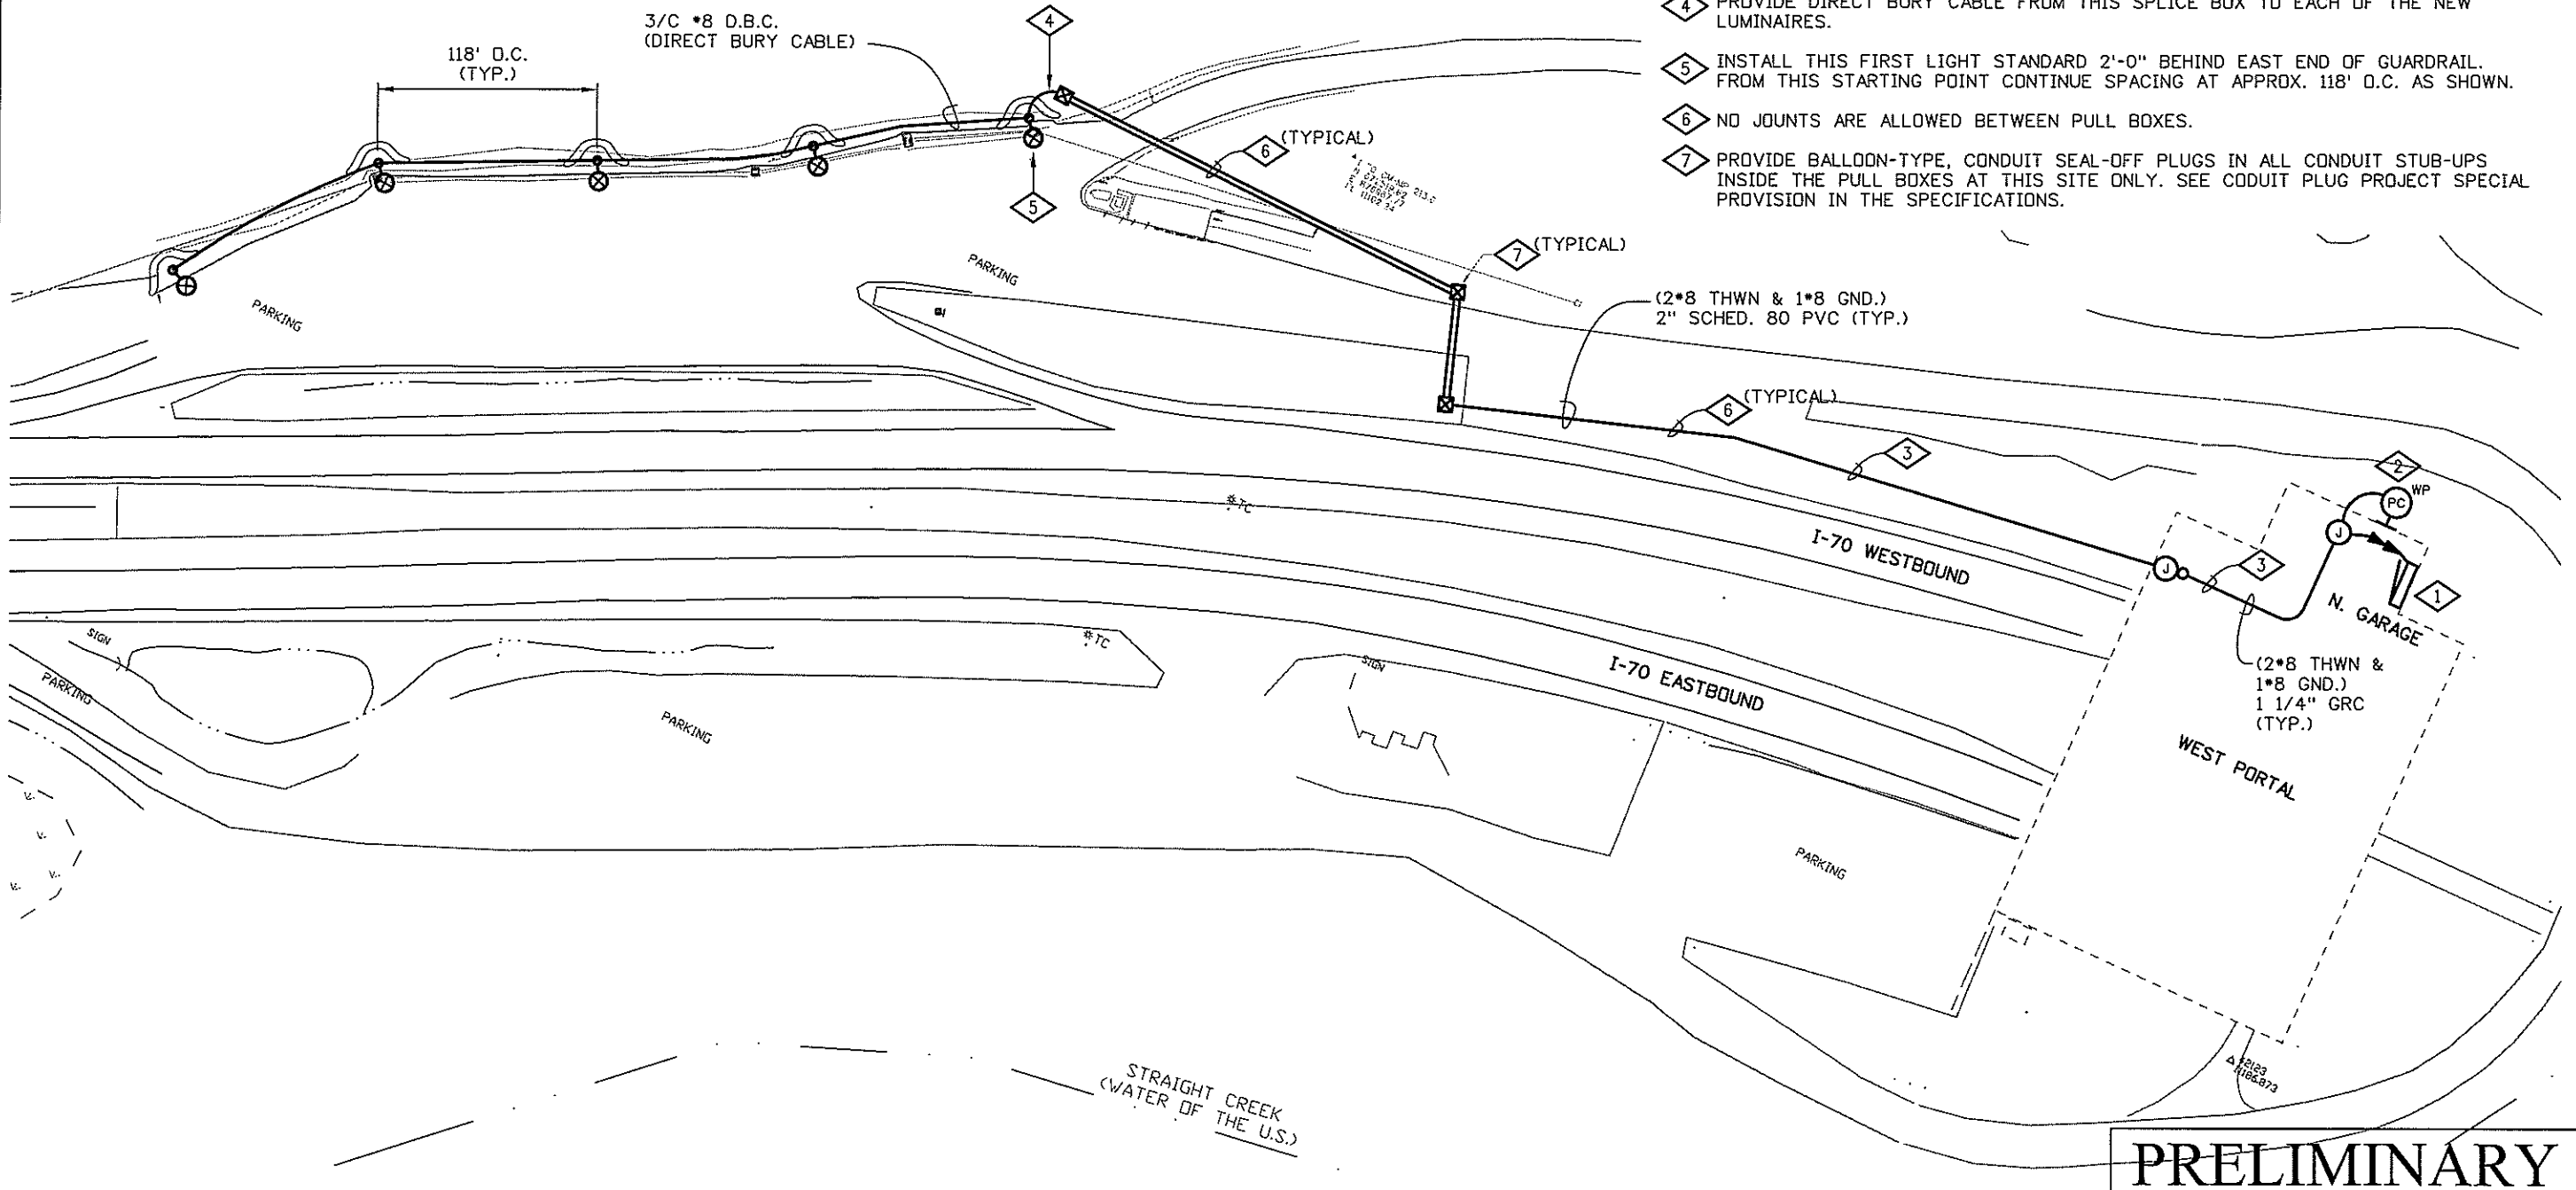 3/C #8 D.B.C.
(DIRECT BURY CABLE)
118' O.C.
(TYP.)
4
4 PROVIDE DIRECT BURY CABLE FROM THIS SPLICE BOX TO EACH OF THE NEW
LUMINAIRES.
5 INSTALL THIS FIRST LIGHT STANDARD 2'-0" BEHIND EAST END OF GUARDRAIL.
FROM THIS STARTING POINT CONTINUE SPACING AT APPROX. 118' O.C. AS SHOWN.
6 NO JOUNTS ARE ALLOWED BETWEEN PULL BOXES.
7 PROVIDE BALLOON-TYPE, CONDUIT SEAL-OFF PLUGS IN ALL CONDUIT STUB-UPS
INSIDE THE PULL BOXES AT THIS SITE ONLY. SEE CODUIT PLUG PROJECT SPECIAL
PROVISION IN THE SPECIFICATIONS.
6 (TYPICAL)
5
7 (TYPICAL)
PARKING
PARKING
(2#8 THWN & 1#8 GND.)
2" SCHED. 80 PVC (TYP.)
6 (TYPICAL)
3
2
PC WP
J
TC
I-70 WESTBOUND
J
3
1
N. GARAGE
SIGN
TC
SIGN
PARKING
I-70 EASTBOUND
(2#8 THWN &
1#8 GND.)
1 1/4" GRC
(TYP.)
PARKING
WEST PORTAL
PARKING
STRAIGHT CREEK
(WATER OF THE U.S.)
PRELIMINARY